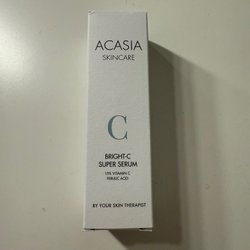 ACASIA
SKINCARE
C
BRIGHT-C
SUPER SERUM
15% VITAMIN C
FERULIC ACID
BY YOUR SKIN THERAPIST